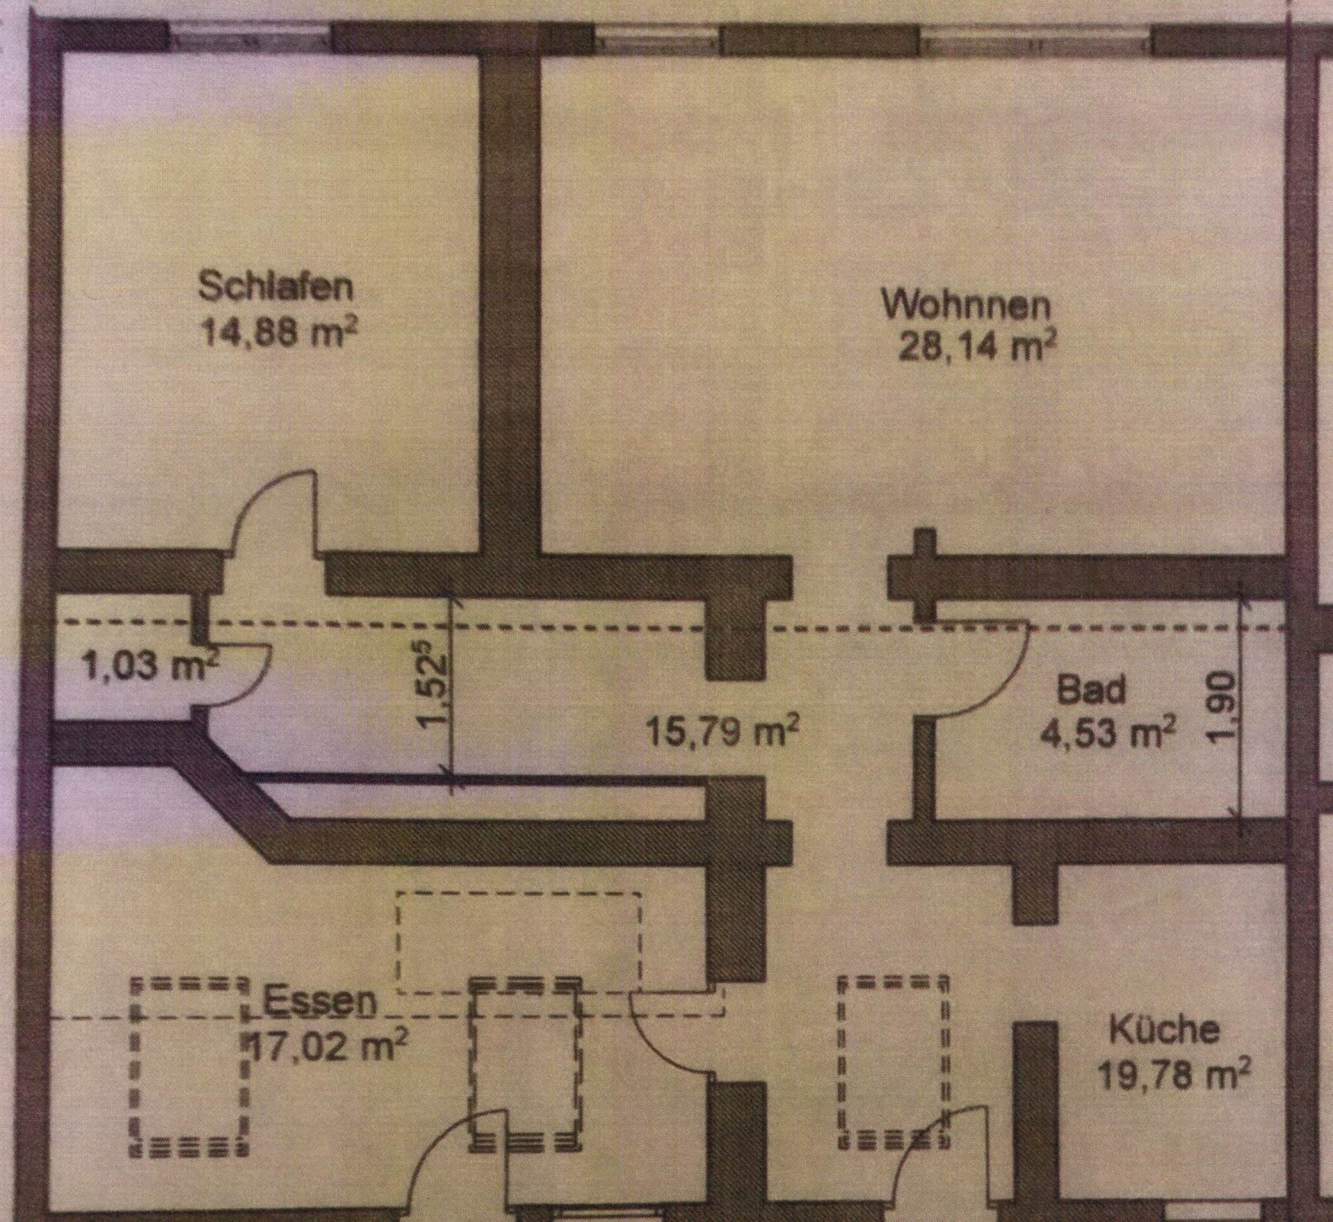 Schlafen
14,88 m²
Wohnnen
28,14 m²
1,03 m²
1,52⁵
15,79 m²
Bad
4,53 m²
1,90
Essen
17,02 m²
Küche
19,78 m²